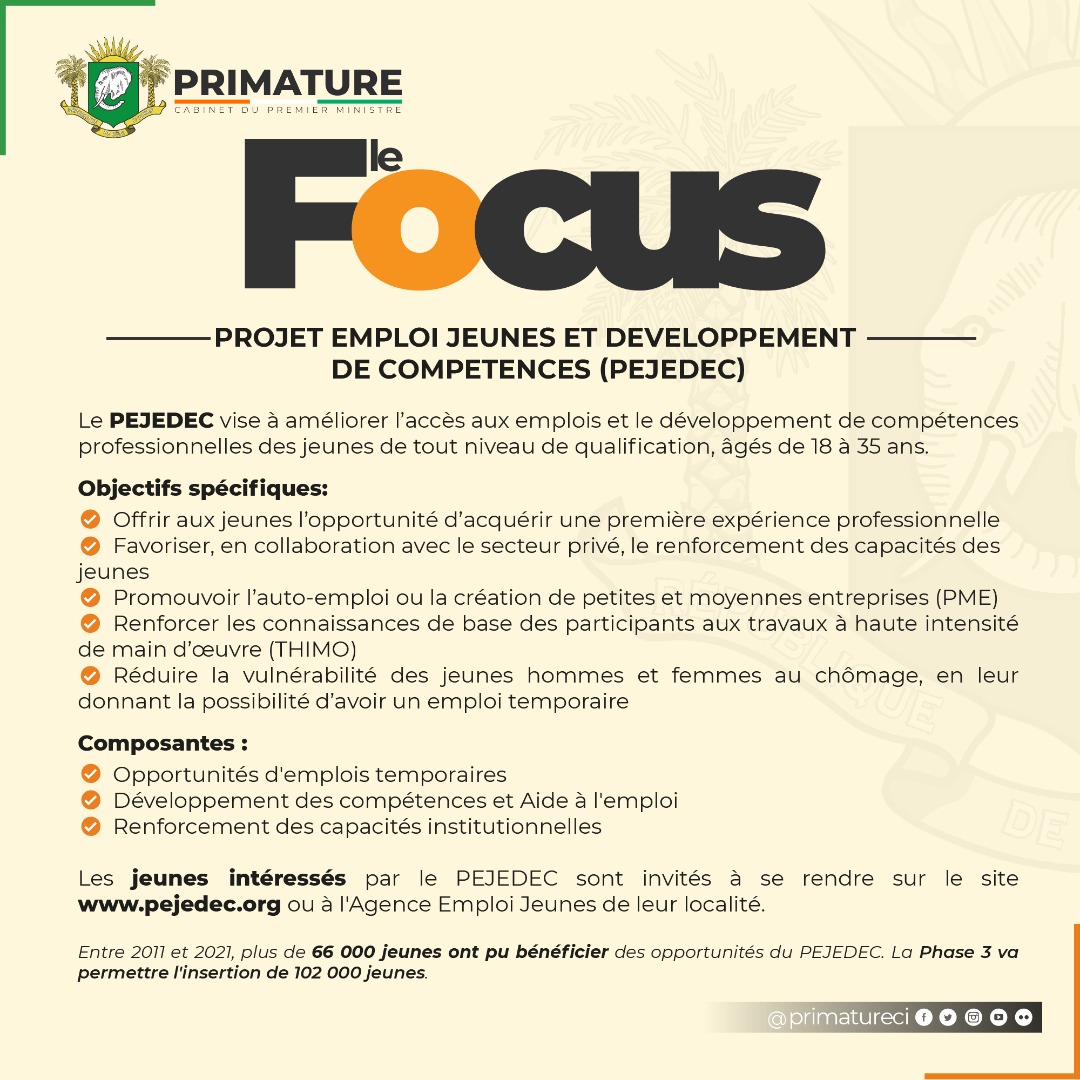 PRIMATURE
CABINET DU PREMIER MINISTRE
le
Focus
PROJET EMPLOI JEUNES ET DEVELOPPEMENT
DE COMPETENCES (PEJEDEC)
Le PEJEDEC vise à améliorer l’accès aux emplois et le développement de compétences
professionnelles des jeunes de tout niveau de qualification, âgés de 18 à 35 ans.
Objectifs spécifiques:
Offrir aux jeunes l’opportunité d’acquérir une première expérience professionnelle
Favoriser, en collaboration avec le secteur privé, le renforcement des capacités des
jeunes
Promouvoir l’auto-emploi ou la création de petites et moyennes entreprises (PME)
Renforcer les connaissances de base des participants aux travaux à haute intensité
de main d’œuvre (THIMO)
Réduire la vulnérabilité des jeunes hommes et femmes au chômage, en leur
donnant la possibilité d’avoir un emploi temporaire
Composantes :
Opportunités d'emplois temporaires
Développement des compétences et Aide à l'emploi
Renforcement des capacités institutionnelles
Les jeunes intéressés par le PEJEDEC sont invités à se rendre sur le site
www.pejedec.org ou à l'Agence Emploi Jeunes de leur localité.
Entre 2011 et 2021, plus de 66 000 jeunes ont pu bénéficier des opportunités du PEJEDEC. La Phase 3 va
permettre l'insertion de 102 000 jeunes.
@primatureci
RÉPUBLIQUE
DE